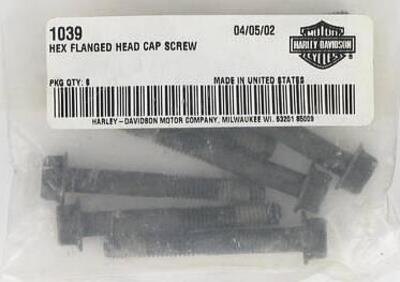 1039
04/05/02
HEX FLANGED HEAD CAP SCREW
MOTOR
HARLEY-DAVIDSON
CYCLES
®
PKG QTY: 6
MADE IN UNITED STATES
HARLEY-DAVIDSON MOTOR COMPANY, MILWAUKEE WI. 53201 85009